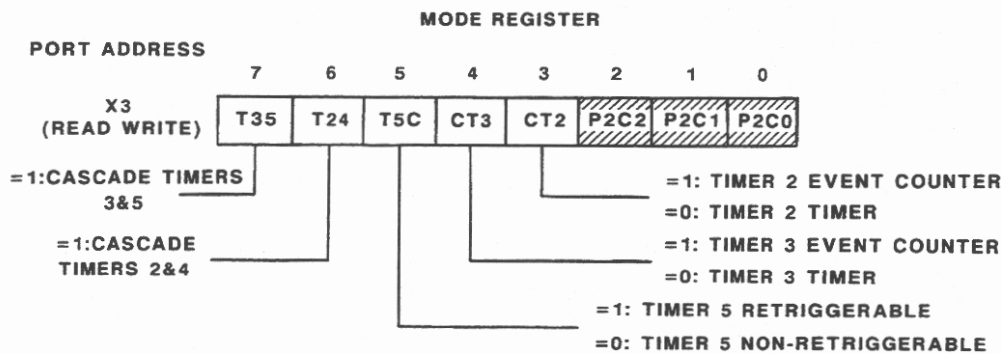 MODE REGISTER
PORT ADDRESS
7 6 5 4 3 2 1 0
X3 (READ WRITE)
T35 T24 T5C CT3 CT2 P2C2 P2C1 P2C0
=1:CASCADE TIMERS 3&5
=1:CASCADE TIMERS 2&4
=1: TIMER 2 EVENT COUNTER
=0: TIMER 2 TIMER
=1: TIMER 3 EVENT COUNTER
=0: TIMER 3 TIMER
=1: TIMER 5 RETRIGGERABLE
=0: TIMER 5 NON-RETRIGGERABLE